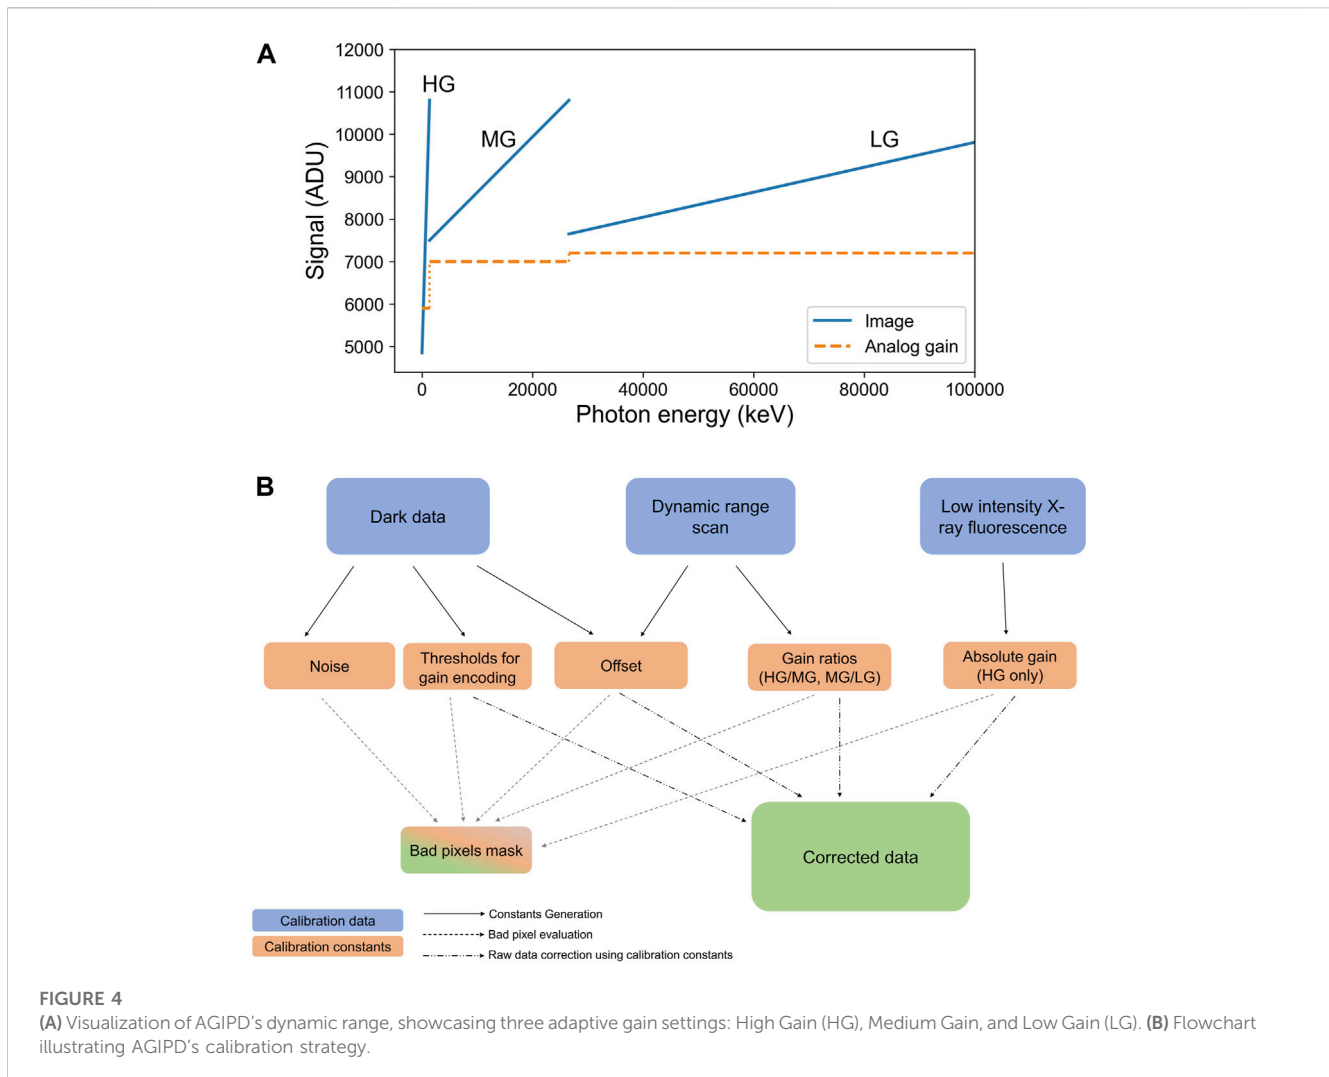 A
12000
11000
10000
9000
8000
7000
6000
5000
Signal (ADU)
HG
MG
LG
Image
Analog gain
0
20000
40000
60000
80000
100000
Photon energy (keV)
B
Dark data
Dynamic range
scan
Low intensity X-
ray fluorescence
Noise
Thresholds for
gain encoding
Offset
Gain ratios
(HG/MG, MG/LG)
Absolute gain
(HG only)
Bad pixels mask
Corrected data
Calibration data
Calibration constants
Constants Generation
Bad pixel evaluation
Raw data correction using calibration constants
FIGURE 4
(A) Visualization of AGIPD's dynamic range, showcasing three adaptive gain settings: High Gain (HG), Medium Gain, and Low Gain (LG). (B) Flowchart
illustrating AGIPD's calibration strategy.